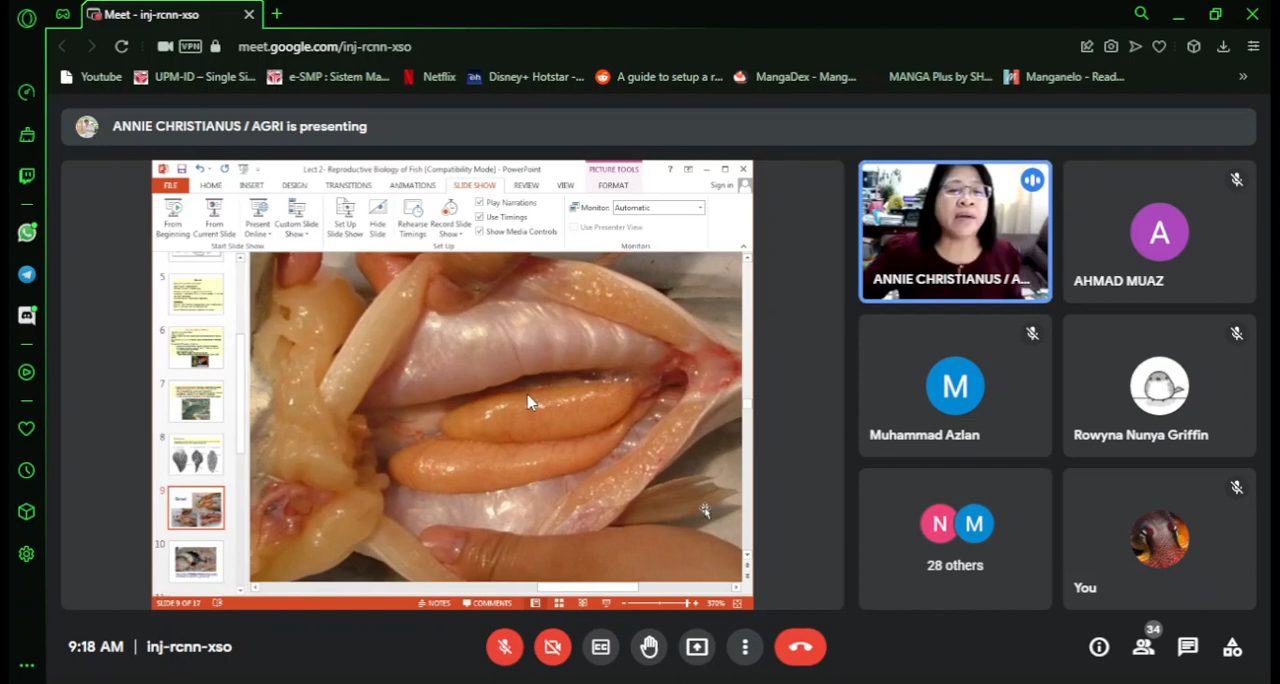 Meet - inj-rcnn-xso
VPN meet.google.com/inj-rcnn-xso
Youtube UPM-ID – Single Si... e-SMP : Sistem Ma... Netflix Disney+ Hotstar -... A guide to setup a r... MangaDex - Mang... MANGA Plus by SH... Manganelo - Read...
ANNIE CHRISTIANUS / AGRI is presenting
Lect 2- Reproductive Biology of Fish [Compatibility Mode] - PowerPoint
PICTURE TOOLS
FILE HOME INSERT DESIGN TRANSITIONS ANIMATIONS SLIDE SHOW REVIEW VIEW FORMAT Sign in
From Beginning
From Current Slide
Present Online
Custom Slide Show
Set Up Slide Show
Hide Slide
Rehearse Timings
Record Slide Show
Play Narrations
Use Timings
Show Media Controls
Monitor: Automatic
Use Presenter View
Start Slide Show
Set Up
Monitors
5
6
7
8
9
10
SLIDE 9 OF 17 NOTES COMMENTS 370%
ANNIE CHRISTIANUS / A...
A
AHMAD MUAZ
M
Muhammad Azlan
Rowyna Nunya Griffin
N M
28 others
You
9:18 AM inj-rcnn-xso
CC
34